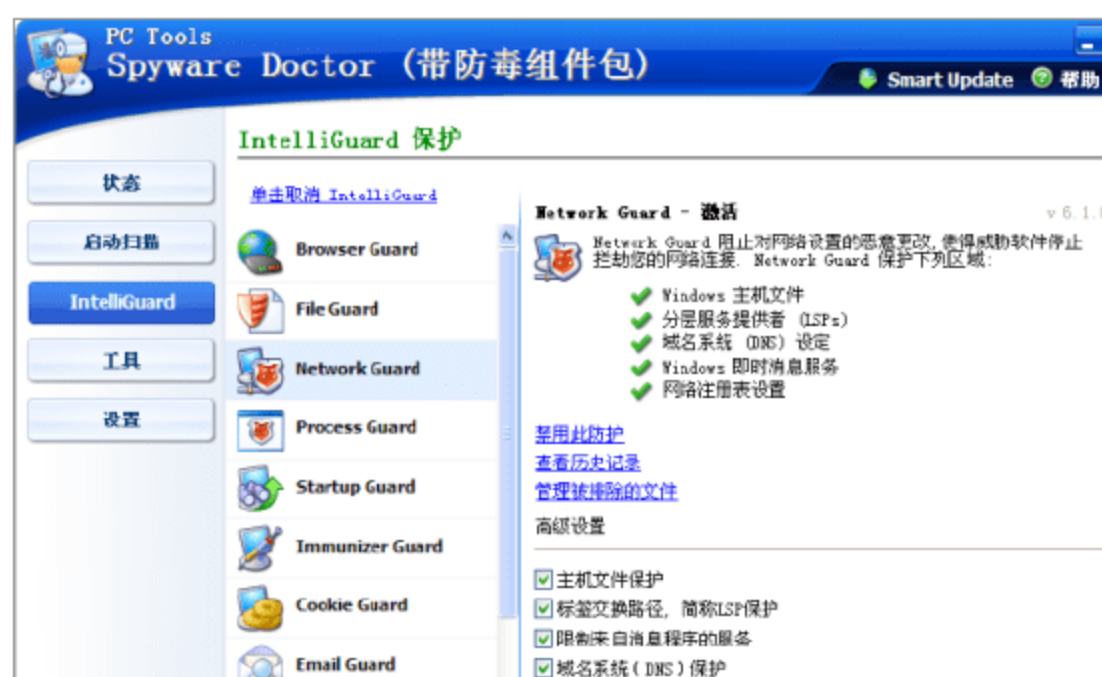 PC Tools
Spyware Doctor (带防毒组件包)
Smart Update 帮助
IntelliGuard 保护
状态
启动扫描
IntelliGuard
工具
设置
单击取消 IntelliGuard
Browser Guard
File Guard
Network Guard
Process Guard
Startup Guard
Immunizer Guard
Cookie Guard
Email Guard
Network Guard - 激活
v 6.1.0
Network Guard 阻止对网络设置的恶意更改, 使得威胁软件停止
拦劫您的网络连接. Network Guard 保护下列区域:
Windows 主机文件
分层服务提供者 (LSPs)
域名系统 (DNS) 设定
Windows 即时消息服务
网络注册表设置
禁用此防护
查看历史记录
管理被排除的文件
高级设置
主机文件保护
标签交换路径, 简称LSP保护
限制来自消息程序的服务
域名系统(DNS)保护